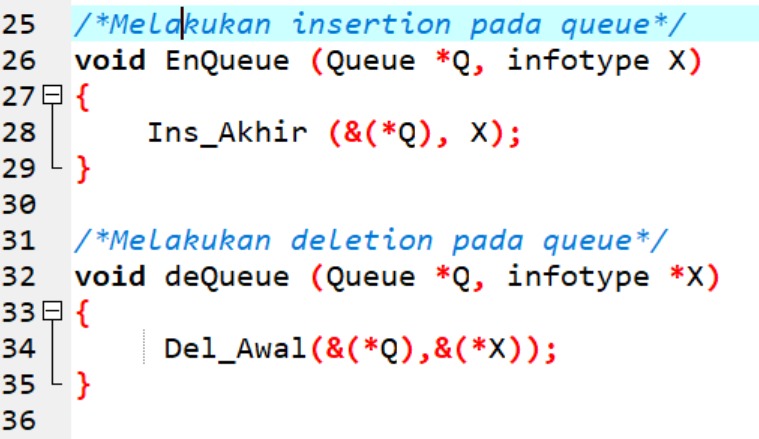 25 /*Melakukan insertion pada queue*/
26 void EnQueue (Queue *Q, infotype X)
27 {
28 Ins_Akhir (&(*Q), X);
29 }
30
31 /*Melakukan deletion pada queue*/
32 void deQueue (Queue *Q, infotype *X)
33 {
34 Del_Awal(&(*Q),&(*X));
35 }
36